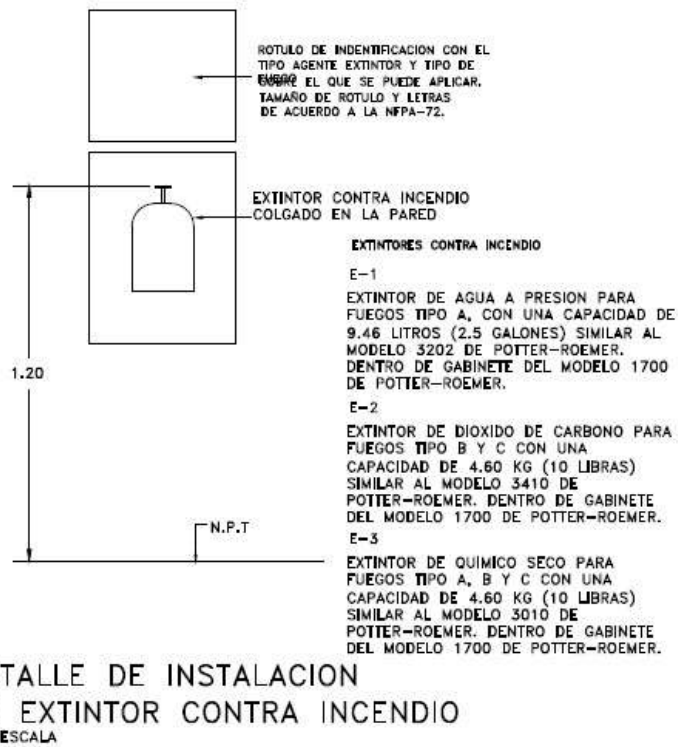 ROTULO DE INDENTIFICACION CON EL
TIPO AGENTE EXTINTOR Y TIPO DE
FUEGO
SOBRE EL QUE SE PUEDE APLICAR,
TAMAÑO DE ROTULO Y LETRAS
DE ACUERDO A LA NFPA-72.
EXTINTOR CONTRA INCENDIO
COLGADO EN LA PARED
EXTINTORES CONTRA INCENDIO
E-1
EXTINTOR DE AGUA A PRESION PARA
FUEGOS TIPO A, CON UNA CAPACIDAD DE
9.46 LITROS (2.5 GALONES) SIMILAR AL
MODELO 3202 DE POTTER-ROEMER.
DENTRO DE GABINETE DEL MODELO 1700
DE POTTER-ROEMER.
1.20
E-2
EXTINTOR DE DIOXIDO DE CARBONO PARA
FUEGOS TIPO B Y C CON UNA
CAPACIDAD DE 4.60 KG (10 LIBRAS)
SIMILAR AL MODELO 3410 DE
POTTER-ROEMER. DENTRO DE GABINETE
DEL MODELO 1700 DE POTTER-ROEMER.
N.P.T
E-3
EXTINTOR DE QUIMICO SECO PARA
FUEGOS TIPO A, B Y C CON UNA
CAPACIDAD DE 4.60 KG (10 LIBRAS)
SIMILAR AL MODELO 3010 DE
POTTER-ROEMER. DENTRO DE GABINETE
DEL MODELO 1700 DE POTTER-ROEMER.
TALLE DE INSTALACION
EXTINTOR CONTRA INCENDIO
ESCALA